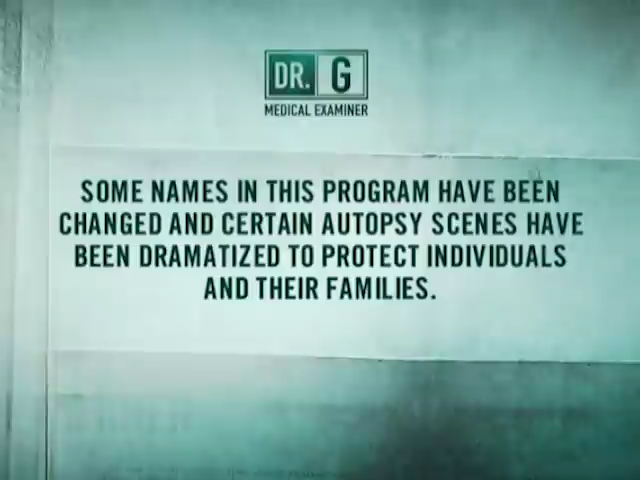 DR. G
MEDICAL EXAMINER
SOME NAMES IN THIS PROGRAM HAVE BEEN
CHANGED AND CERTAIN AUTOPSY SCENES HAVE
BEEN DRAMATIZED TO PROTECT INDIVIDUALS
AND THEIR FAMILIES.